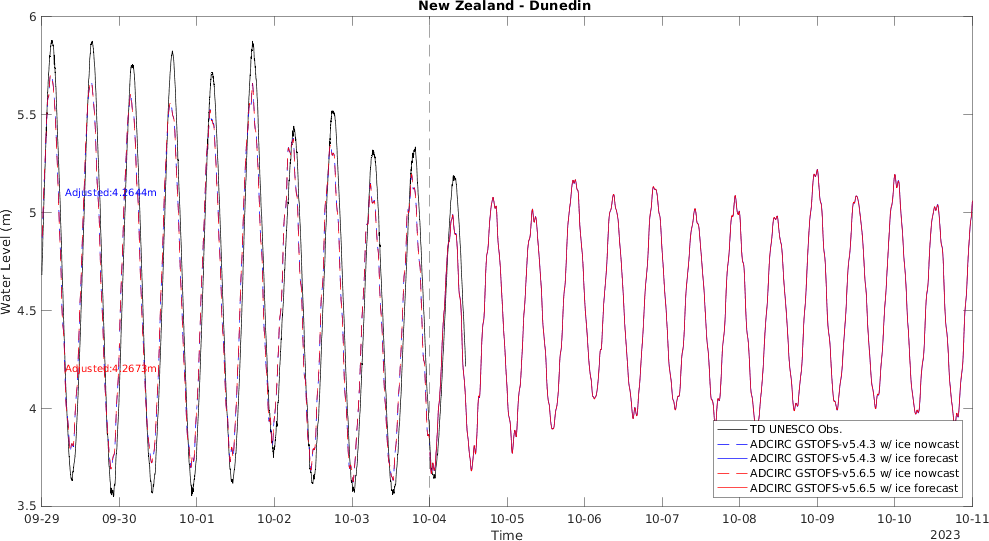 New Zealand - Dunedin
6
5.5
5
4.5
4
3.5
Water Level (m)
Adjusted:4.2644m
Adjusted:4.2673m
TD UNESCO Obs.
ADCIRC GSTOFS-v5.4.3 w/ ice nowcast
ADCIRC GSTOFS-v5.4.3 w/ ice forecast
ADCIRC GSTOFS-v5.6.5 w/ ice nowcast
ADCIRC GSTOFS-v5.6.5 w/ ice forecast
09-29 09-30 10-01 10-02 10-03 10-04 10-05 10-06 10-07 10-08 10-09 10-10 10-11
Time
2023